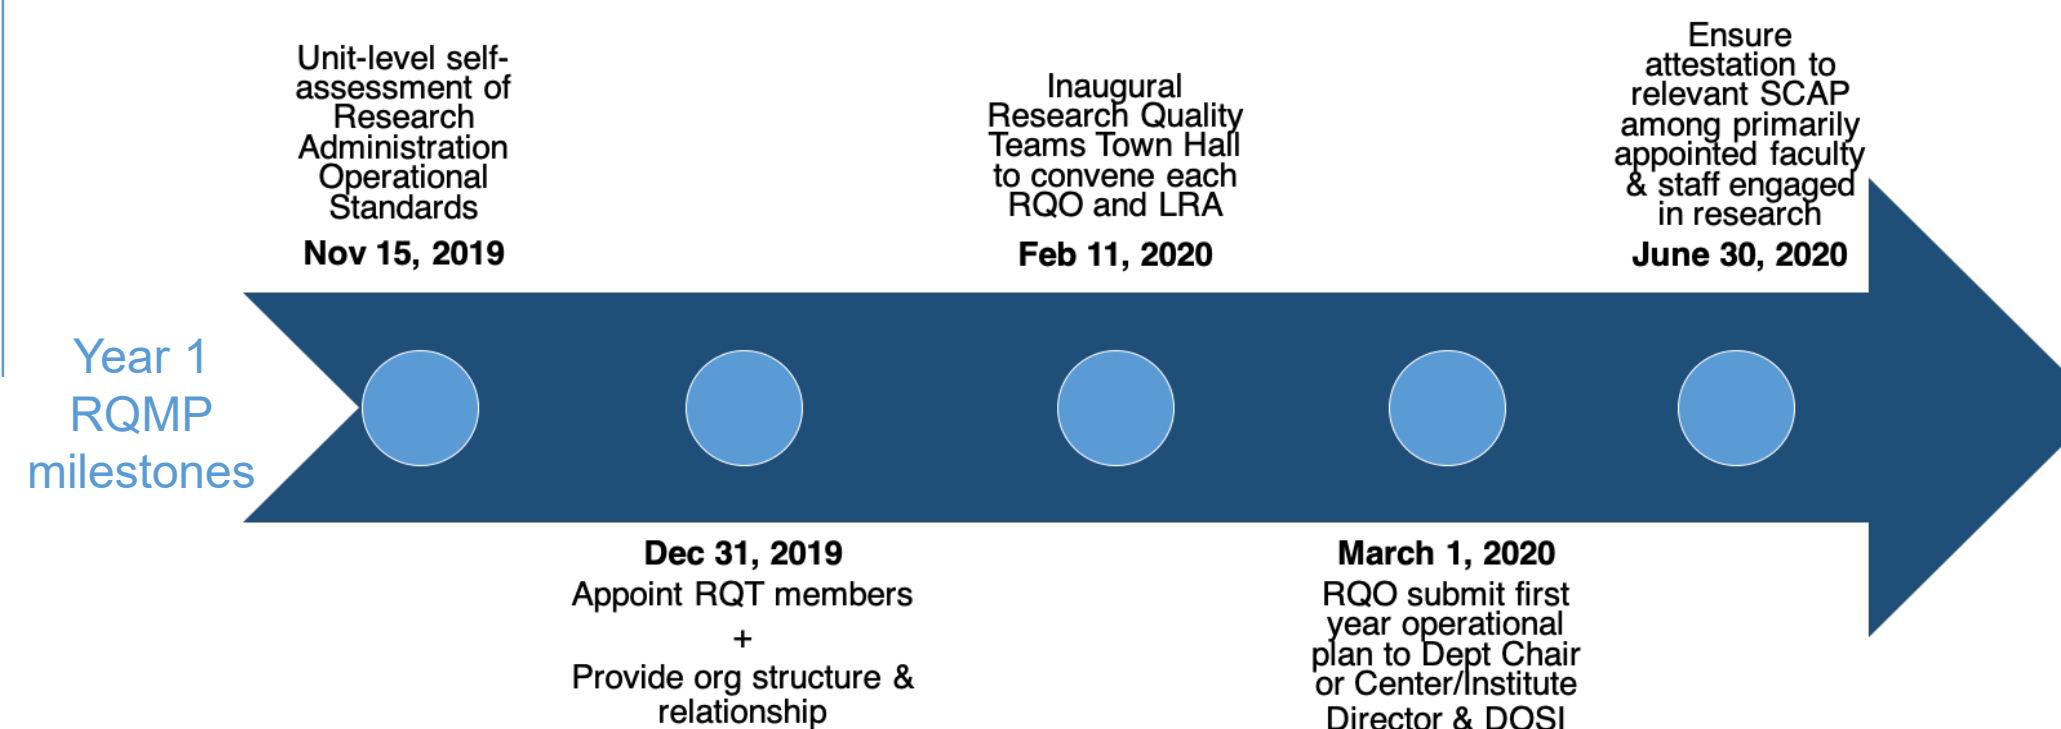 Year 1
RQMP
milestones
Unit-level self-
assessment of
Research
Administration
Operational
Standards
Nov 15, 2019
Dec 31, 2019
Appoint RQT members
+
Provide org structure &
relationship
Inaugural
Research Quality
Teams Town Hall
to convene each
RQO and LRA
Feb 11, 2020
March 1, 2020
RQO submit first
year operational
plan to Dept Chair
or Center/Institute
Director & DOSI
Ensure
attestation to
relevant SCAP
among primarily
appointed faculty
& staff engaged
in research
June 30, 2020